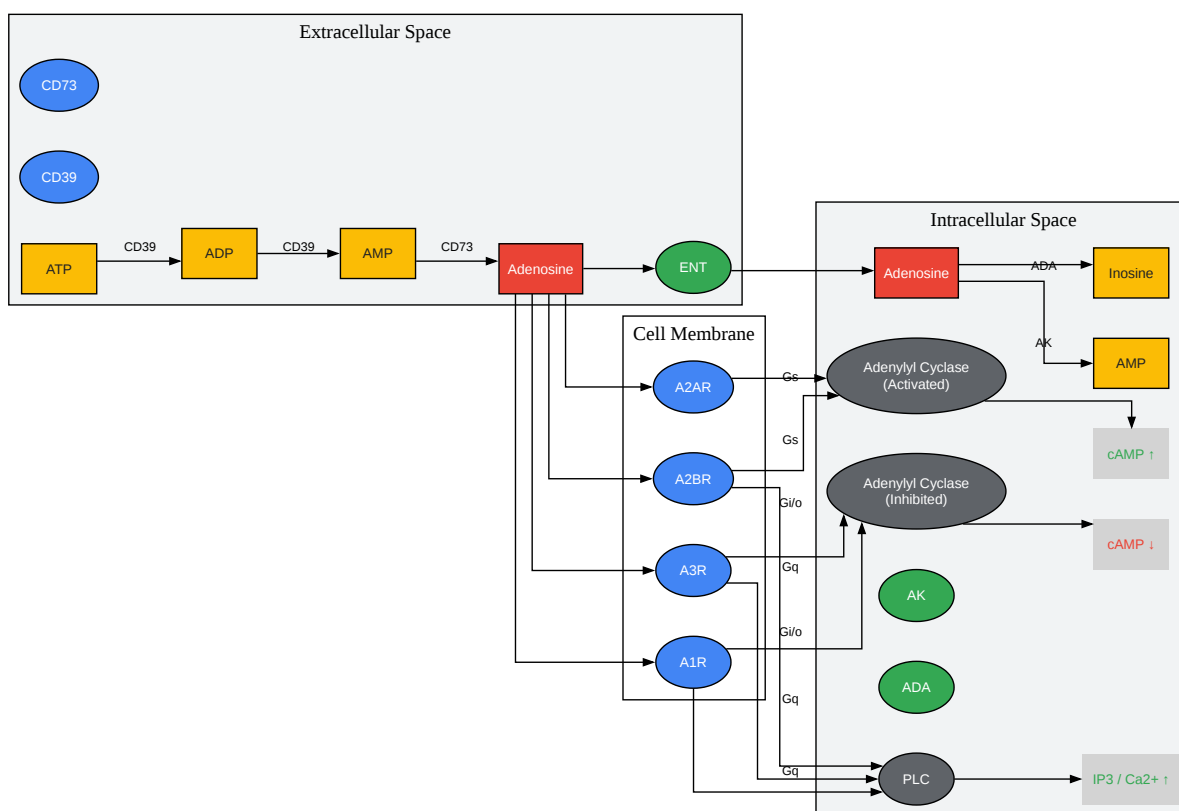 Extracellular Space
CD73
CD39
CD39
CD39
CD73
ATP
ADP
AMP
Adenosine
ENT
Intracellular Space
Adenosine
ADA
Inosine
AK
AMP
Cell Membrane
A2AR
Gs
Adenylyl Cyclase
(Activated)
cAMP ↑
Gs
A2BR
Gi/o
Adenylyl Cyclase
(Inhibited)
cAMP ↓
A3R
Gq
AK
Gi/o
A1R
ADA
Gq
Gq
PLC
IP3 / Ca2+ ↑